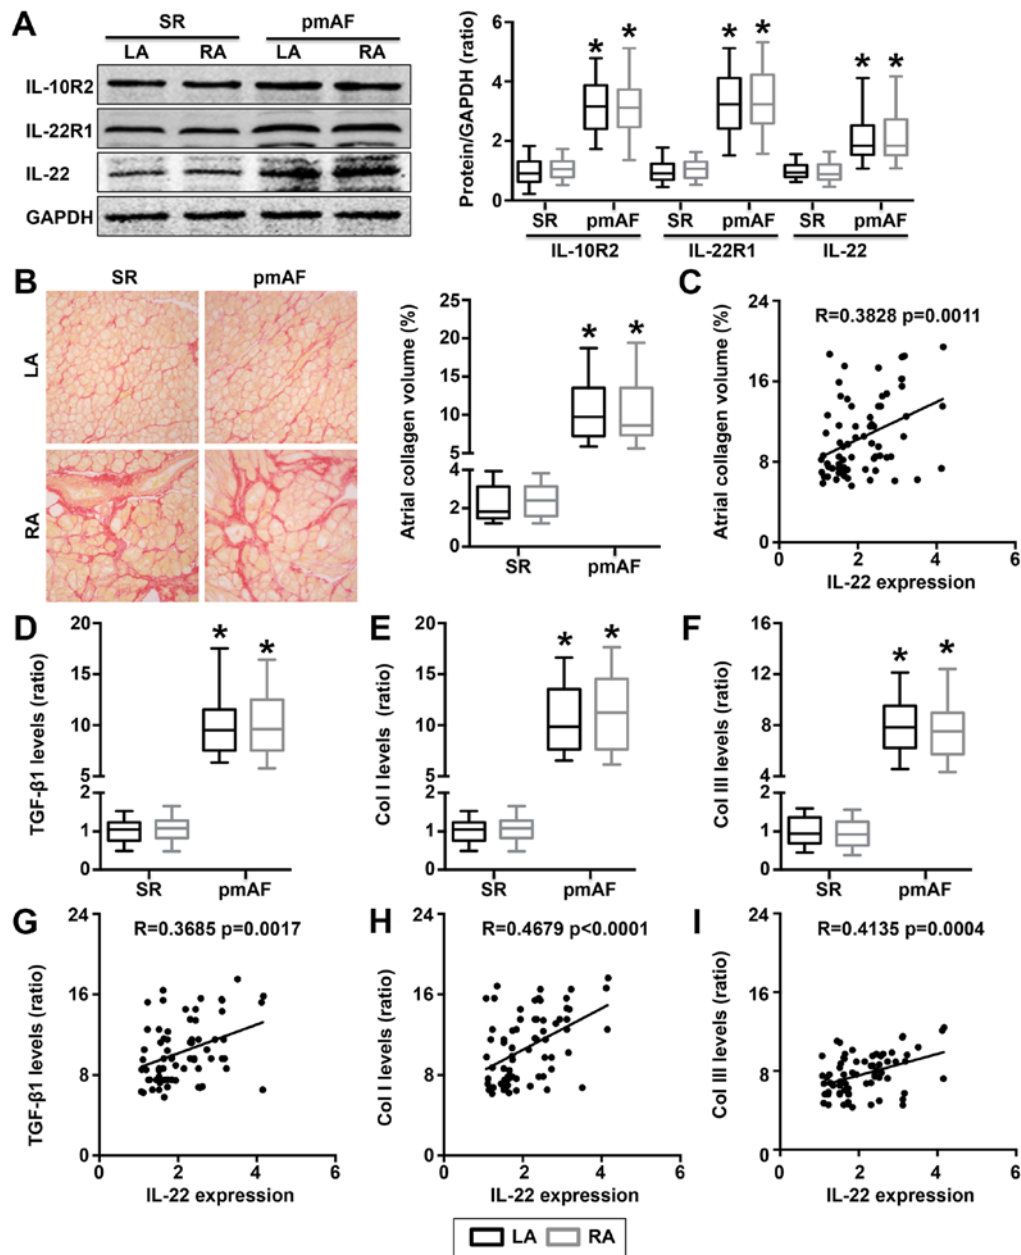 A
SR pmAF
LA RA LA RA
IL-10R2
IL-22R1
IL-22
GAPDH
Protein/GAPDH (ratio)
6
4
2
0
* * * * * *
SR pmAF SR pmAF SR pmAF
IL-10R2 IL-22R1 IL-22
B
SR pmAF
LA
RA
Atrial collagen volume (%)
25
20
15
10
5
4
2
0
* *
SR pmAF
C
R=0.3828 p=0.0011
Atrial collagen volume (%)
24
16
8
0
0 2 4 6
IL-22 expression
D
TGF-β1 levels (ratio)
20
15
10
5
2
1
0
* *
SR pmAF
E
Col I levels (ratio)
20
15
10
5
2
1
0
* *
SR pmAF
F
Col III levels (ratio)
16
12
8
4
2
1
0
* *
SR pmAF
G
R=0.3685 p=0.0017
TGF-β1 levels (ratio)
24
16
8
0
0 2 4 6
IL-22 expression
H
R=0.4679 p<0.0001
Col I levels (ratio)
24
16
8
0
0 2 4 6
IL-22 expression
I
R=0.4135 p=0.0004
Col III levels (ratio)
24
16
8
0
0 2 4 6
IL-22 expression
LA RA